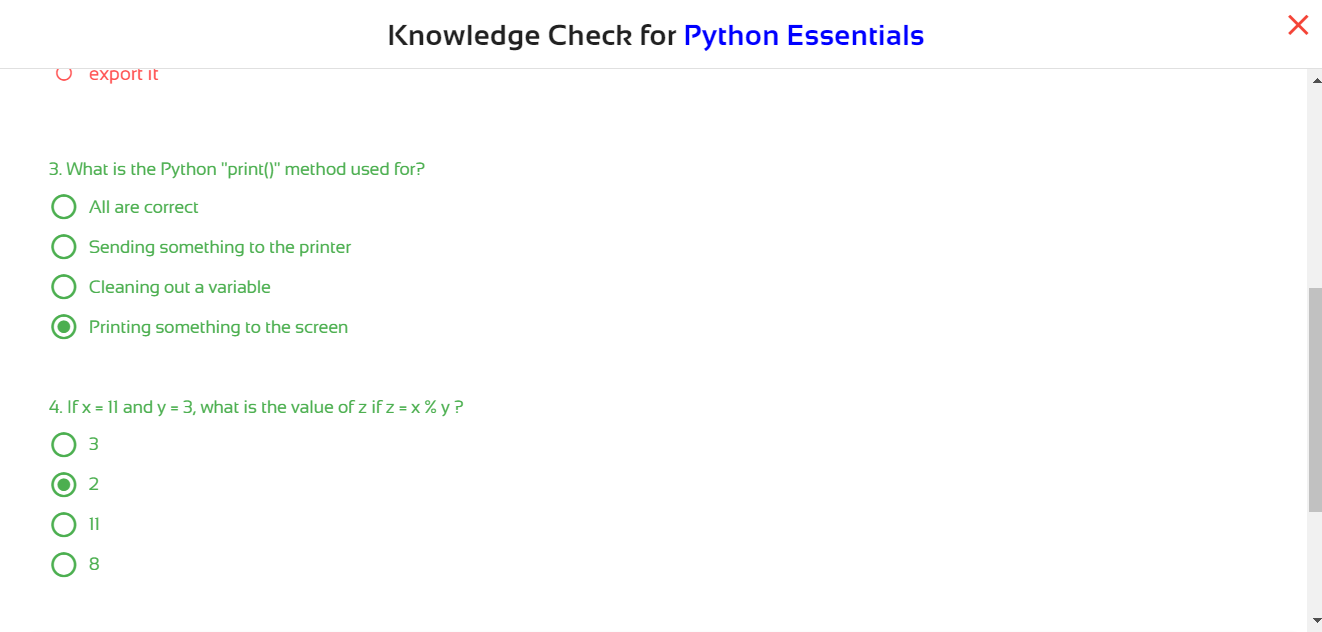 Knowledge Check for Python Essentials
export it
3. What is the Python "print()" method used for?
All are correct
Sending something to the printer
Cleaning out a variable
Printing something to the screen
4. If x = 11 and y = 3, what is the value of z if z = x % y ?
3
2
11
8